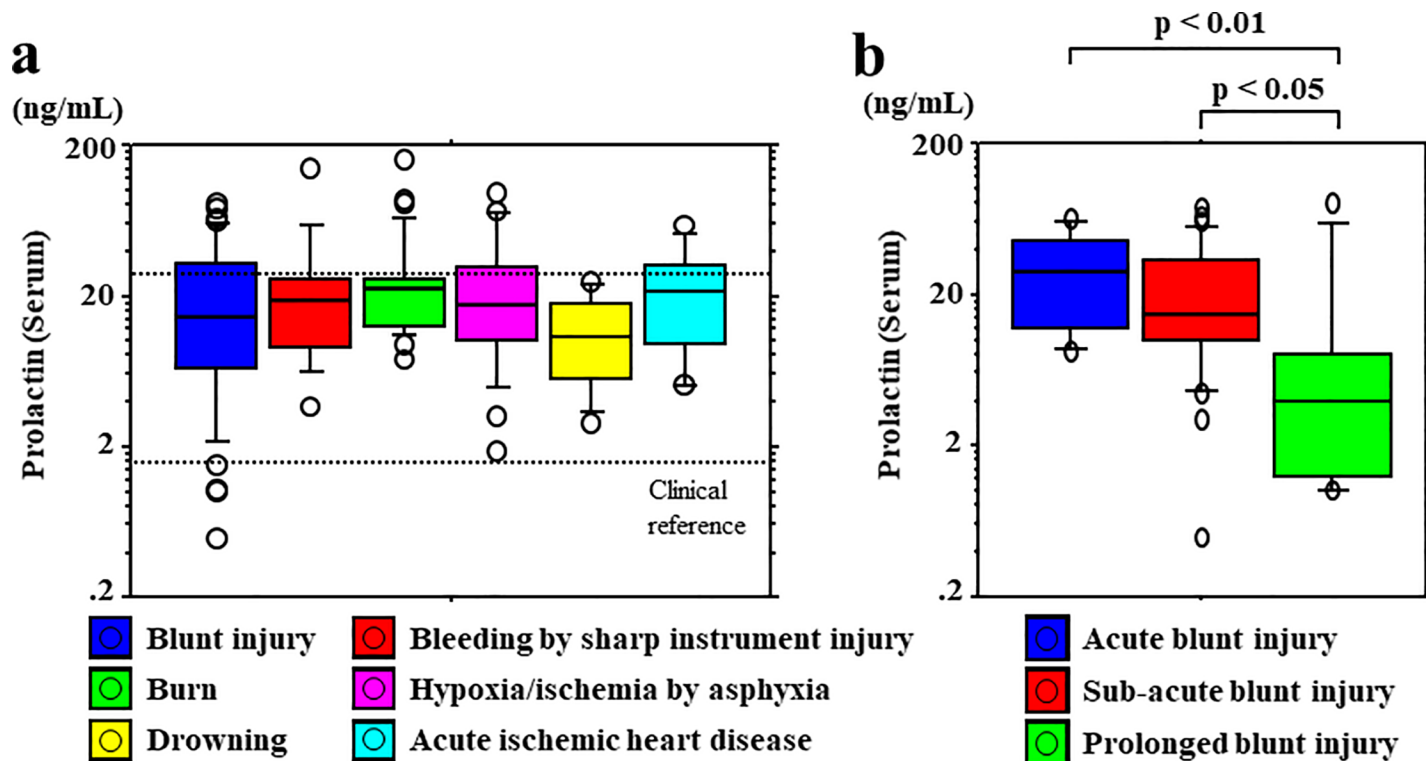 a
(ng/mL)
200
20
2
.2
Prolactin (Serum)
Clinical
reference
Blunt injury
Bleeding by sharp instrument injury
Burn
Hypoxia/ischemia by asphyxia
Drowning
Acute ischemic heart disease
b
p < 0.01
p < 0.05
(ng/mL)
200
20
2
.2
Prolactin (Serum)
Acute blunt injury
Sub-acute blunt injury
Prolonged blunt injury